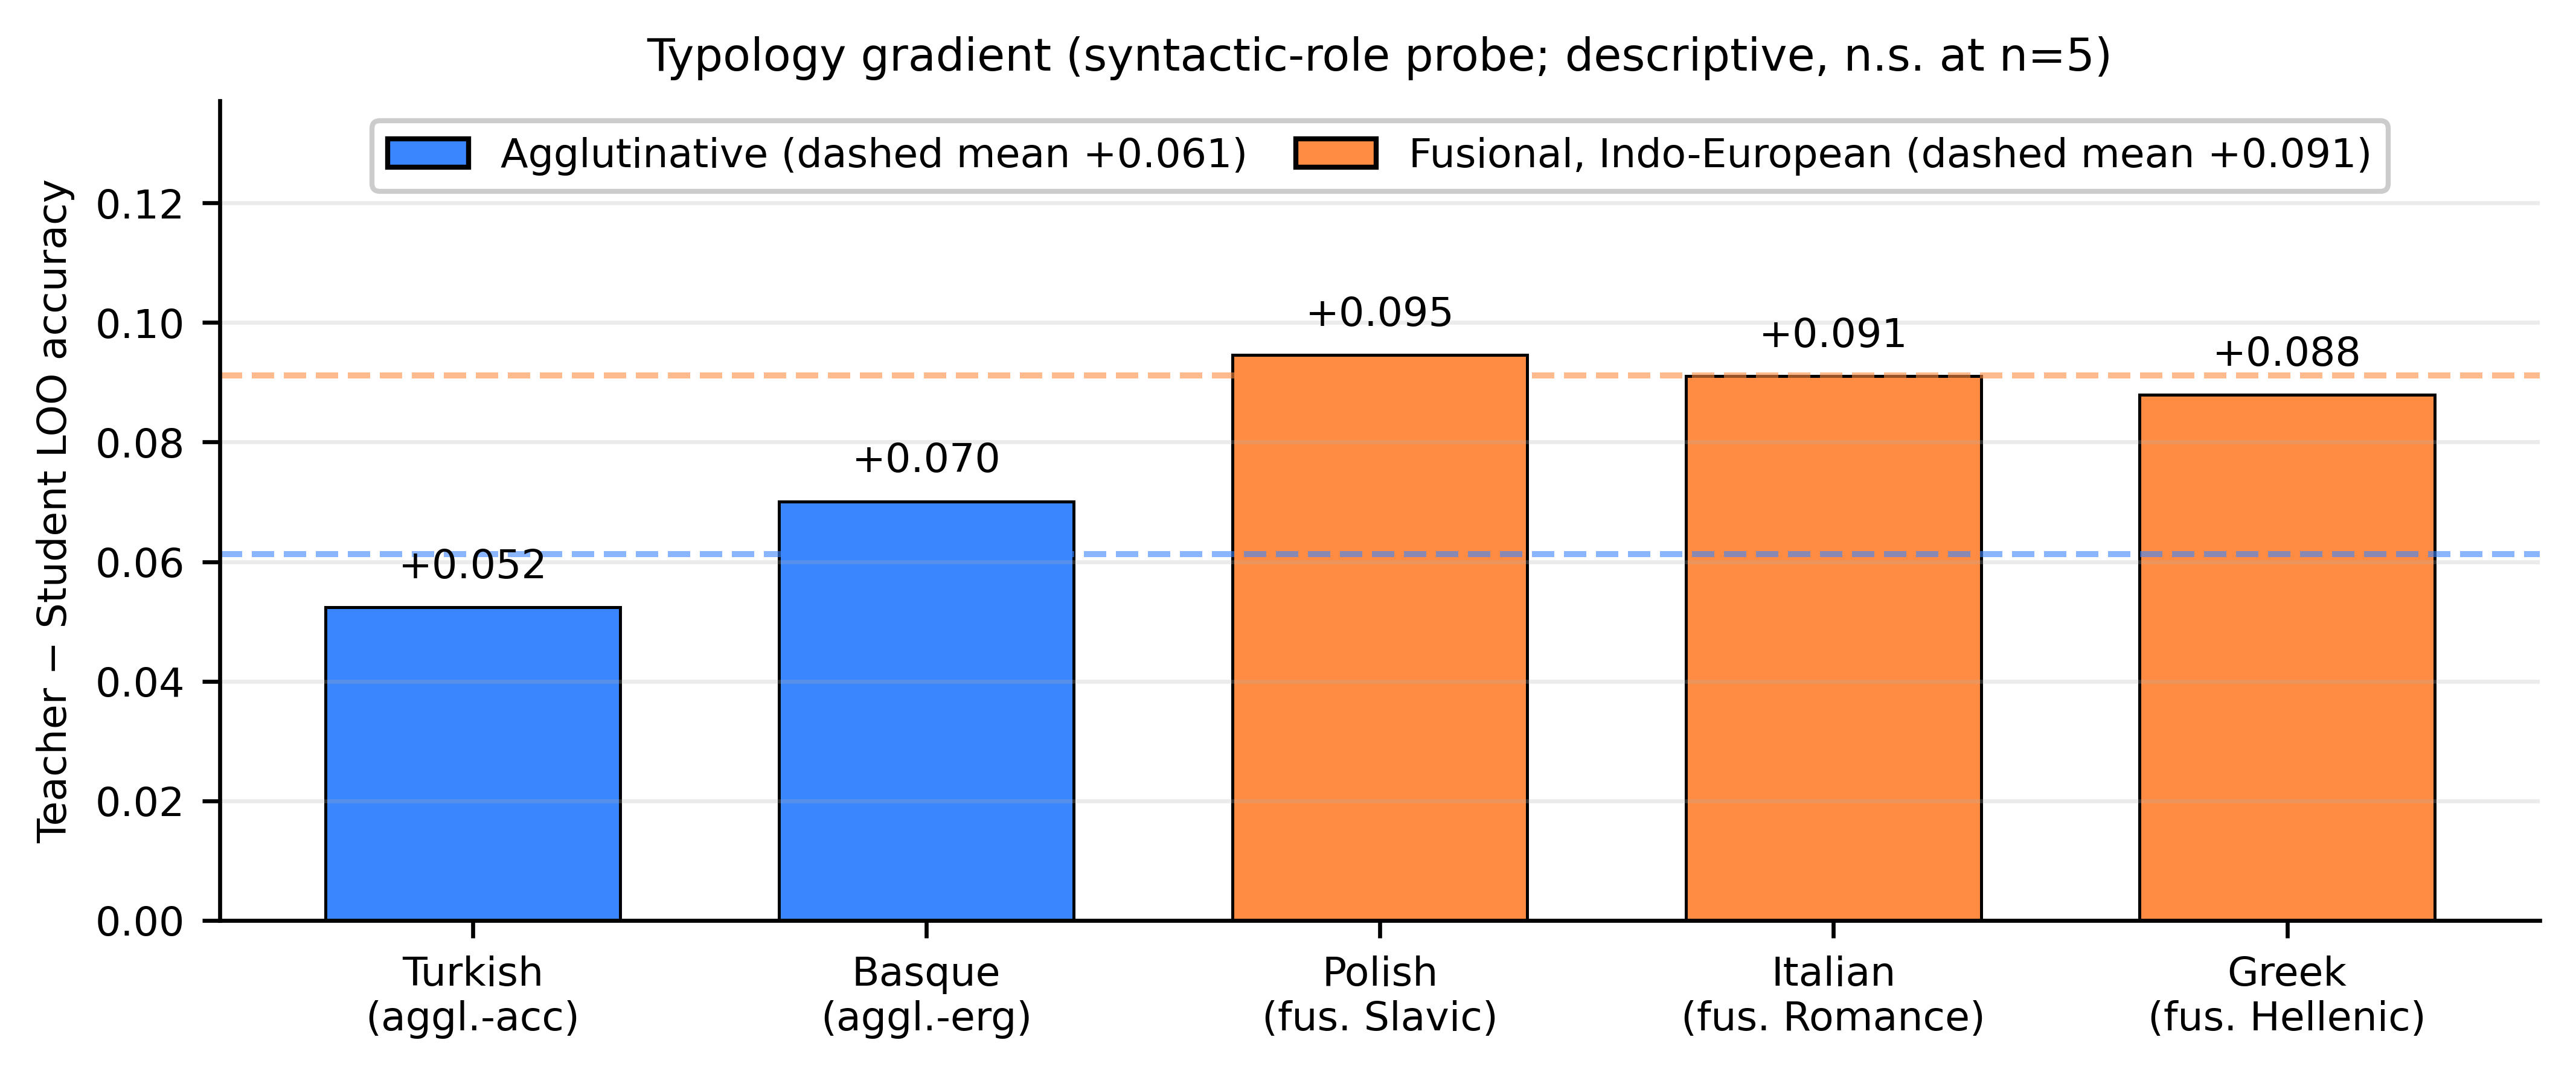 Typology gradient (syntactic-role probe; descriptive, n.s. at n=5)
Agglutinative (dashed mean +0.061)
Fusional, Indo-European (dashed mean +0.091)
Teacher − Student LOO accuracy
0.12
0.10
0.08
0.06
0.04
0.02
0.00
+0.052
+0.070
+0.095
+0.091
+0.088
Turkish
(aggl.-acc)
Basque
(aggl.-erg)
Polish
(fus. Slavic)
Italian
(fus. Romance)
Greek
(fus. Hellenic)